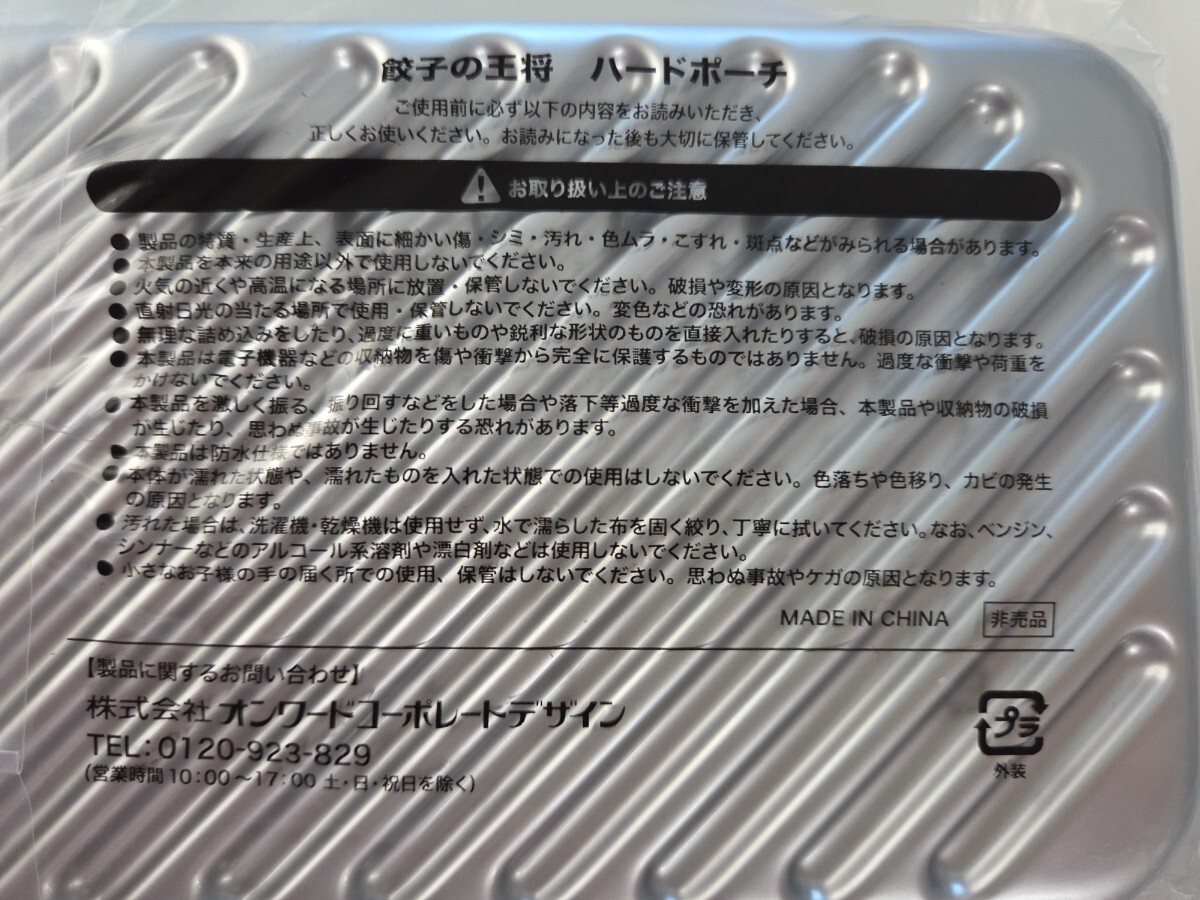 餃子の王将　ハードポーチ
ご使用前に必ず以下の内容をお読みいただき、
正しくお使いください。お読みになった後も大切に保管してください。
お取り扱い上のご注意
● 製品の特質・生産上、表面に細かい傷・シミ・汚れ・色ムラ・こすれ・斑点などがみられる場合があります。
● 本製品を本来の用途以外で使用しないでください。
● 火気の近くや高温になる場所に放置・保管しないでください。破損や変形の原因となります。
● 直射日光の当たる場所で使用・保管しないでください。変色などの恐れがあります。
● 無理な詰め込みをしたり、過度に重いものや鋭利な形状のものを直接入れたりすると、破損の原因となります。
● 本製品は電子機器などの収納物を傷や衝撃から完全に保護するものではありません。過度な衝撃や荷重を
かけないでください。
● 本製品を激しく振る、振り回すなどをした場合や落下等過度な衝撃を加えた場合、本製品や収納物の破損
が生じたり、思わぬ事故が生じたりする恐れがあります。
● 本製品は防水仕様ではありません。
● 本体が濡れた状態や、濡れたものを入れた状態での使用はしないでください。色落ちや色移り、カビの発生
の原因となります。
● 汚れた場合は、洗濯機・乾燥機は使用せず、水で濡らした布を固く絞り、丁寧に拭いてください。なお、ベンジン、
シンナーなどのアルコール系溶剤や漂白剤などは使用しないでください。
● 小さなお子様の手の届く所での使用、保管はしないでください。思わぬ事故やケガの原因となります。
MADE IN CHINA 非売品
【製品に関するお問い合わせ】
株式会社 オンワードコーポレートデザイン
TEL：0120-923-829
（営業時間 10：00～17：00 土・日・祝日を除く）
プラ
外装